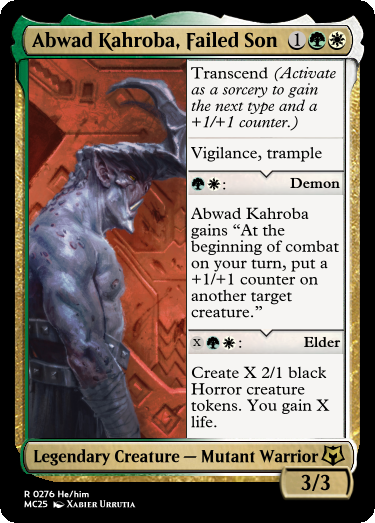 Abwad Kahroba, Failed Son 1
Transcend (Activate
as a sorcery to gain
the next type and a
+1/+1 counter.)
Vigilance, trample
: Demon
Abwad Kahroba
gains “At the
beginning of combat
on your turn, put a
+1/+1 counter on
another target
creature.”
X : Elder
Create X 2/1 black
Horror creature
tokens. You gain X
life.
Legendary Creature — Mutant Warrior
3/3
R 0276 He/him
MC25 Xabier Urrutia